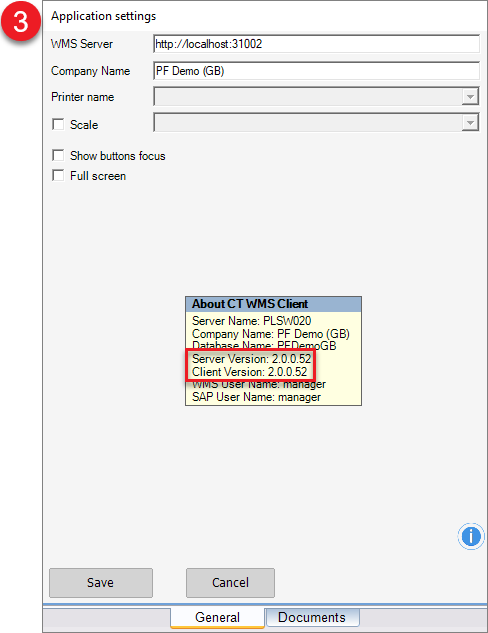 3
Application settings
WMS Server http://localhost:31002
Company Name PF Demo (GB)
Printer name
Scale
Show buttons focus
Full screen
About CT WMS Client
Server Name: PLSW020
Company Name: PF Demo (GB)
Database Name: PFDemoGB
Server Version: 2.0.0.52
Client Version: 2.0.0.52
WMS User Name: manager
SAP User Name: manager
i
Save Cancel
General Documents